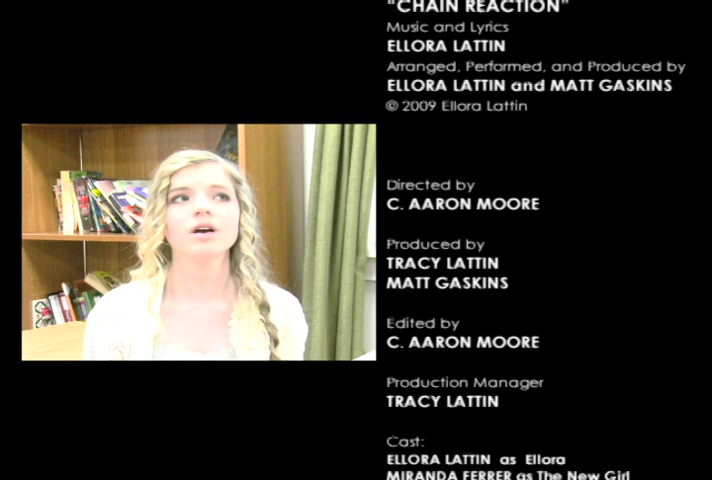 "CHAIN REACTION"
Music and Lyrics
ELLORA LATTIN
Arranged, Performed, and Produced by
ELLORA LATTIN and MATT GASKINS
© 2009 Ellora Lattin
Directed by
C. AARON MOORE
Produced by
TRACY LATTIN
MATT GASKINS
Edited by
C. AARON MOORE
Production Manager
TRACY LATTIN
Cast:
ELLORA LATTIN as Ellora
MIRANDA FERRER as The New Girl